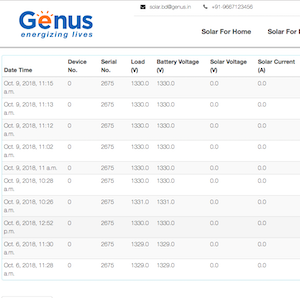 Genus
energizing lives
solar.bd@genus.in +91-9667123456
Solar For Home Solar For
Date Time Device No. Serial No. Load (V) Battery Voltage (V) Solar Voltage (V) Solar Current (A)
Oct. 9, 2018, 11:15 a.m. 0 2675 1330.0 1330.0 0.0 0.0
Oct. 9, 2018, 11:13 a.m. 0 2675 1330.0 1330.0 0.0 0.0
Oct. 9, 2018, 11:12 a.m. 0 2675 1330.0 1330.0 0.0 0.0
Oct. 9, 2018, 11:02 a.m. 0 2675 1330.0 1330.0 0.0 0.0
Oct. 9, 2018, 11 a.m. 0 2675 1330.0 1330.0 0.0 0.0
Oct. 9, 2018, 10:28 a.m. 0 2675 1330.0 1330.0 0.0 0.0
Oct. 9, 2018, 10:26 a.m. 0 2675 1331.0 1331.0 0.0 0.0
Oct. 6, 2018, 12:52 p.m. 0 2675 1330.0 1330.0 0.0 0.0
Oct. 6, 2018, 11:30 a.m. 0 2675 1329.0 1329.0 0.0 0.0
Oct. 6, 2018, 11:28 a.m. 0 2675 1329.0 1329.0 0.0 0.0